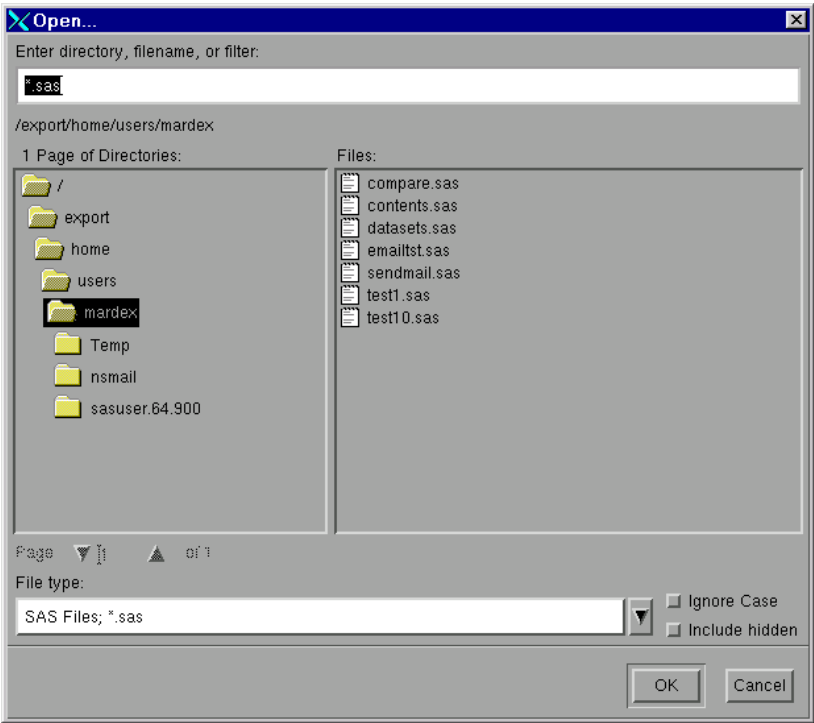 Open...
Enter directory, filename, or filter:
*.sas
/export/home/users/mardex
1 Page of Directories:
/
export
home
users
mardex
Temp
nsmail
sasuser.64.900
Files:
compare.sas
contents.sas
datasets.sas
emailtst.sas
sendmail.sas
test1.sas
test10.sas
Page 1 of 1
File type:
SAS Files; *.sas
Ignore Case
Include hidden
OK Cancel